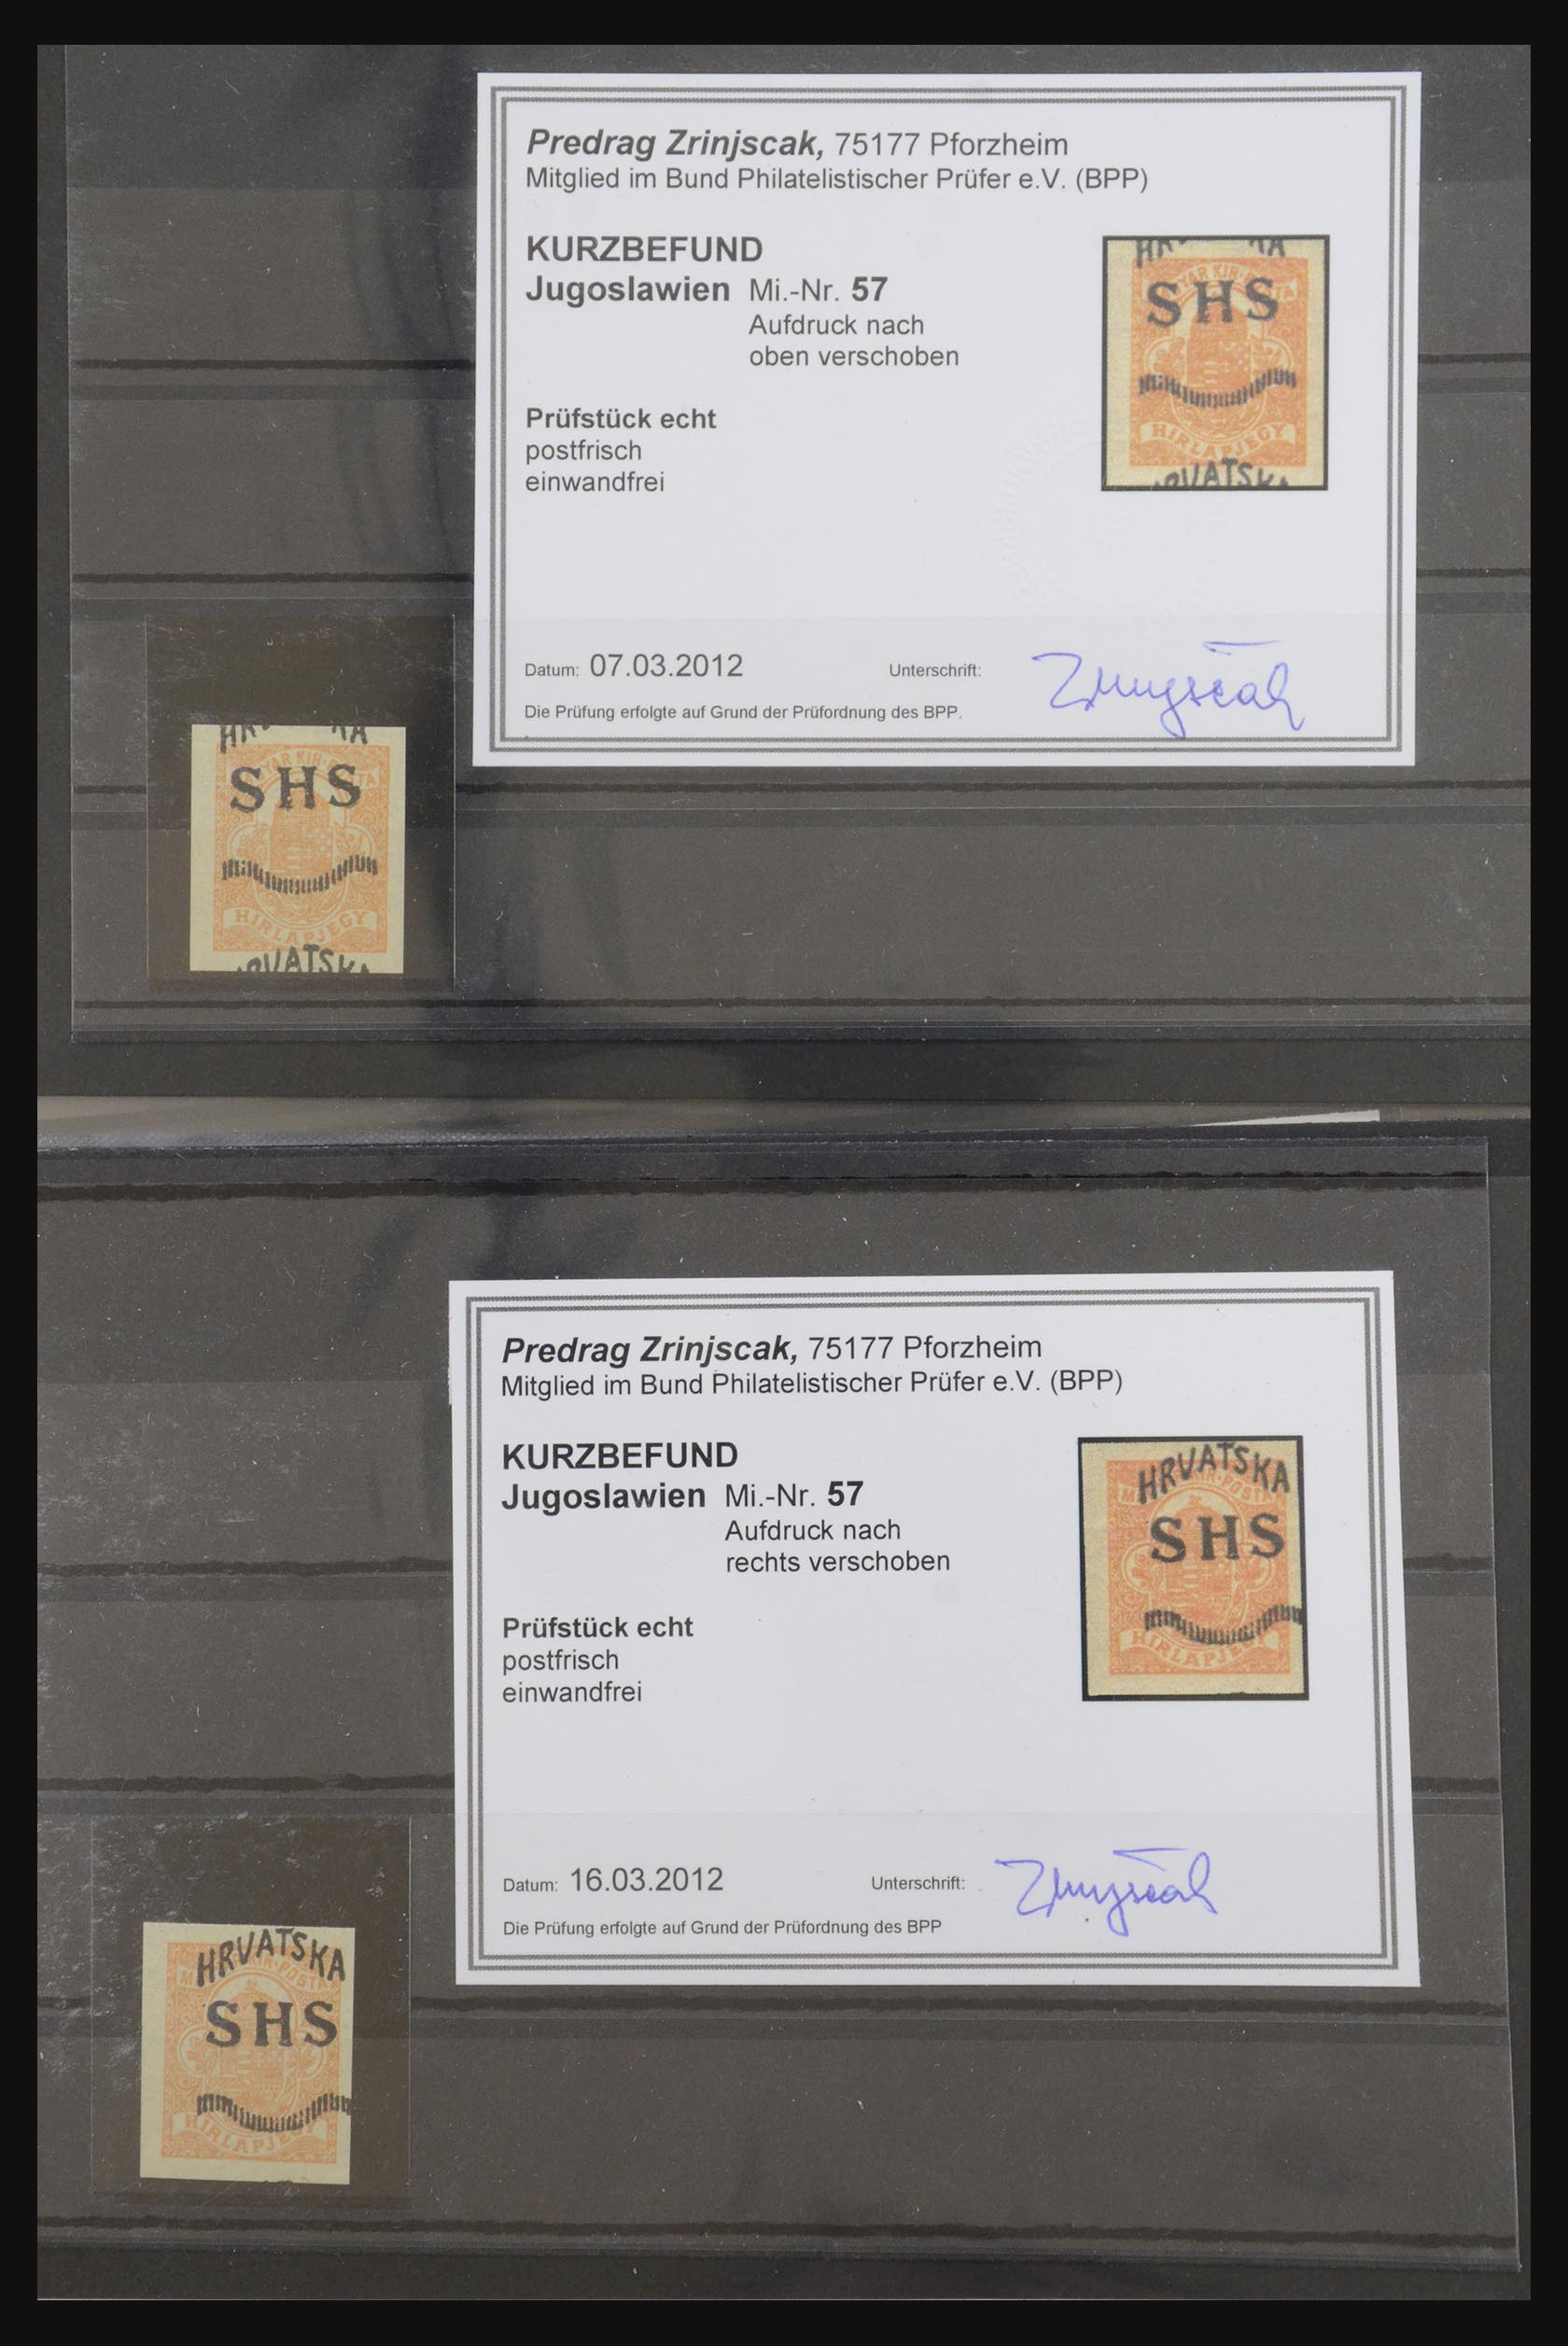 Predrag Zrinjscak, 75177 Pforzheim
Mitglied im Bund Philatelistischer Prüfer e.V. (BPP)
KURZBEFUND
Jugoslawien Mi.-Nr. 57
Aufdruck nach
oben verschoben
Prüfstück echt
postfrisch
einwandfrei
SHS
HIRLAPJEGY
Datum: 07.03.2012 Unterschrift:
Die Prüfung erfolgte auf Grund der Prüfordnung des BPP.
SHS
HIRLAPJEGY
Predrag Zrinjscak, 75177 Pforzheim
Mitglied im Bund Philatelistischer Prüfer e.V. (BPP)
KURZBEFUND
Jugoslawien Mi.-Nr. 57
Aufdruck nach
rechts verschoben
Prüfstück echt
postfrisch
einwandfrei
HRVATSKA
SHS
Datum: 16.03.2012 Unterschrift:
Die Prüfung erfolgte auf Grund der Prüfordnung des BPP
HRVATSKA
SHS